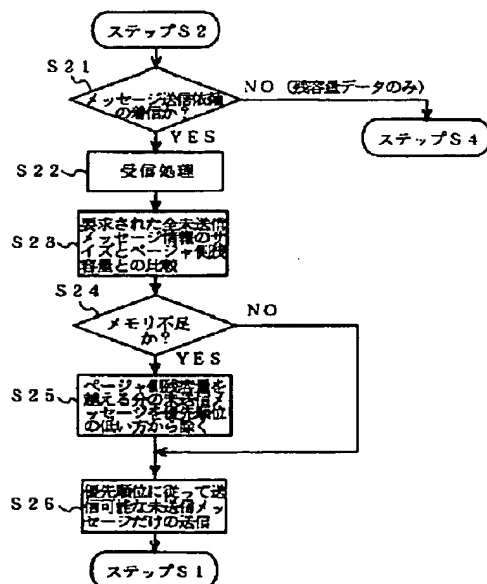 ステップS2
S21
メッセージ送信依頼
の着信か?
NO(残容量データのみ)
YES
ステップS4
S22
受信処理
S23
要求された全未送信
メッセージ情報のサ
イズとページャ側残
容量との比較
S24
メモリ不足
か?
NO
YES
S25
ページャ側残容量を
越える分の未送信メ
ッセージを優先順位
の低い方から除く
S26
優先順位に従って送
信可能な未送信メッ
セージだけの送信
ステップS1